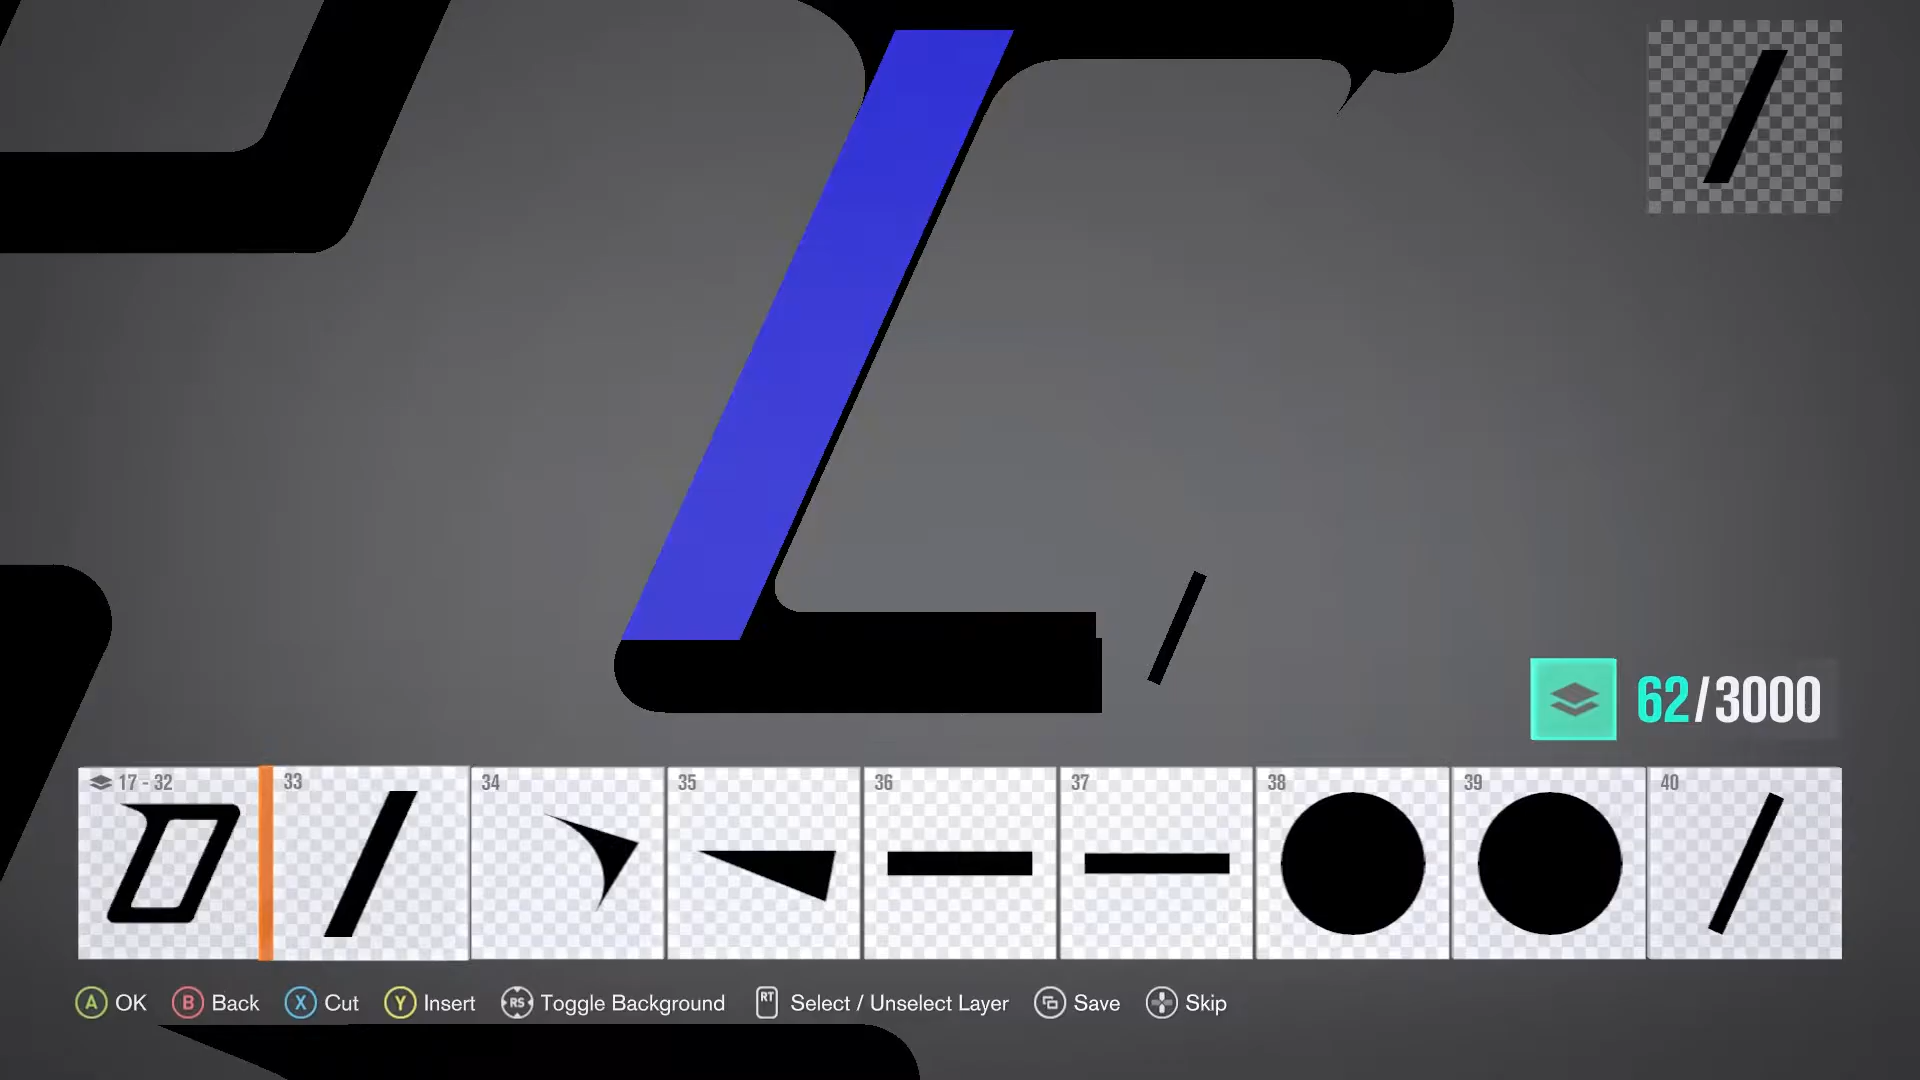 62/3000
17 - 32
33
34
35
36
37
38
39
40
A OK
B Back
X Cut
Y Insert
RS Toggle Background
RT Select / Unselect Layer
Save
Skip